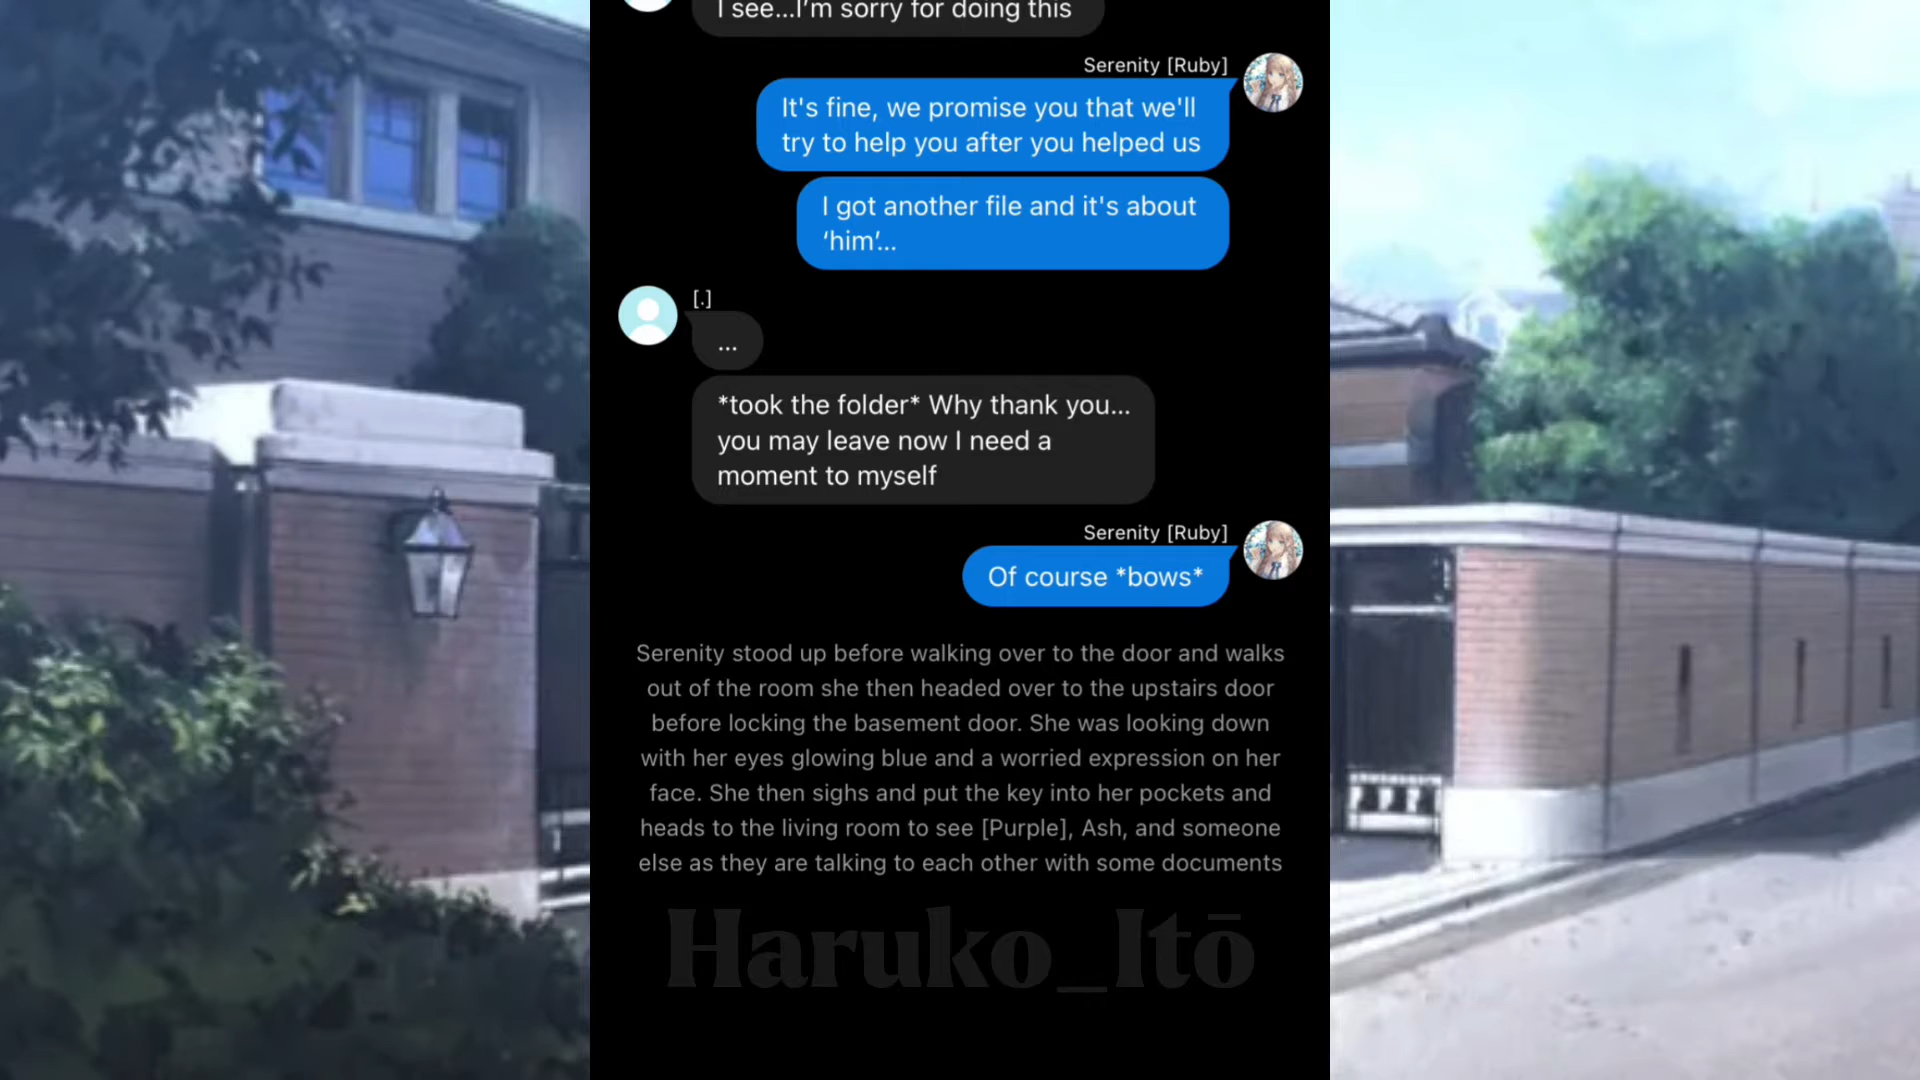 I see...I'm sorry for doing this
Serenity [Ruby]
It's fine, we promise you that we'll
try to help you after you helped us
I got another file and it's about
‘him’...
[.]
...
*took the folder* Why thank you...
you may leave now I need a
moment to myself
Serenity [Ruby]
Of course *bows*
Serenity stood up before walking over to the door and walks
out of the room she then headed over to the upstairs door
before locking the basement door. She was looking down
with her eyes glowing blue and a worried expression on her
face. She then sighs and put the key into her pockets and
heads to the living room to see [Purple], Ash, and someone
else as they are talking to each other with some documents
Haruko_Itō